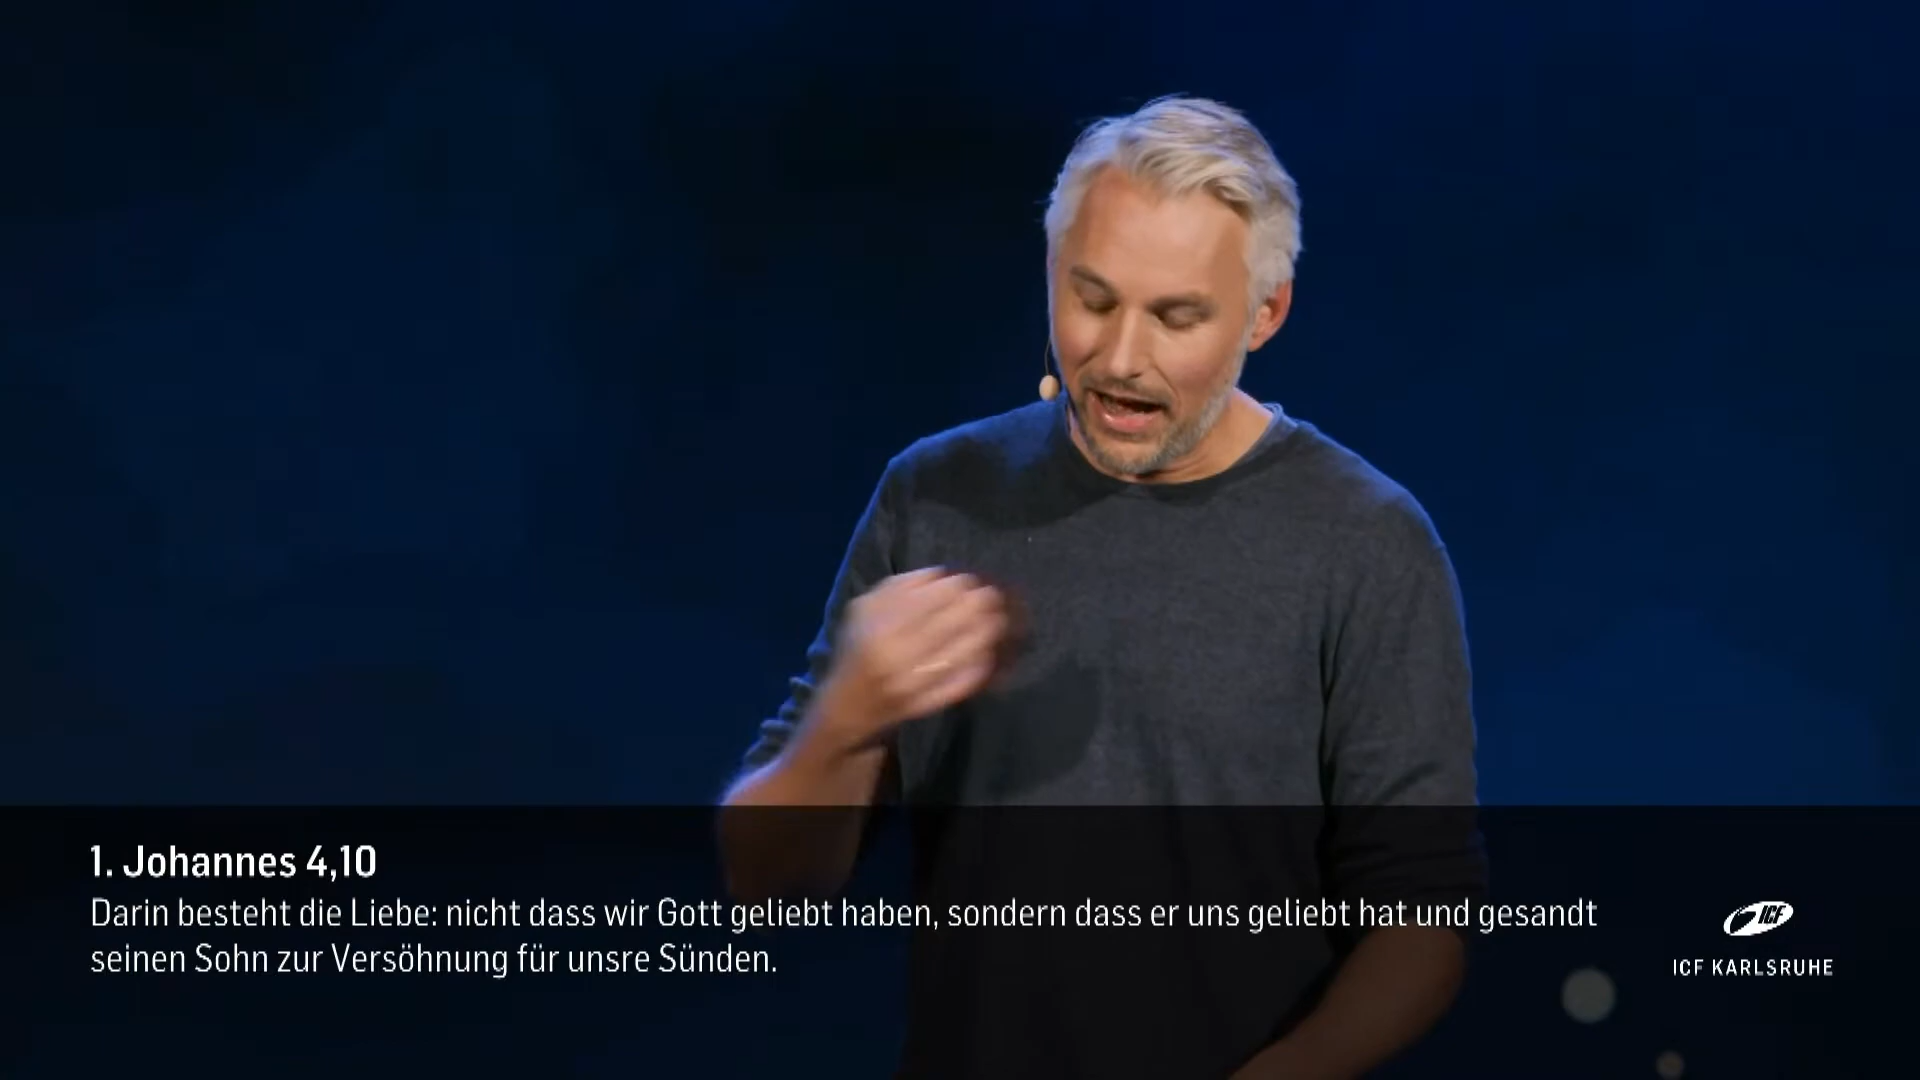 1. Johannes 4,10
Darin besteht die Liebe: nicht dass wir Gott geliebt haben, sondern dass er uns geliebt hat und gesandt
seinen Sohn zur Versöhnung für unsre Sünden.
ICF
ICF KARLSRUHE